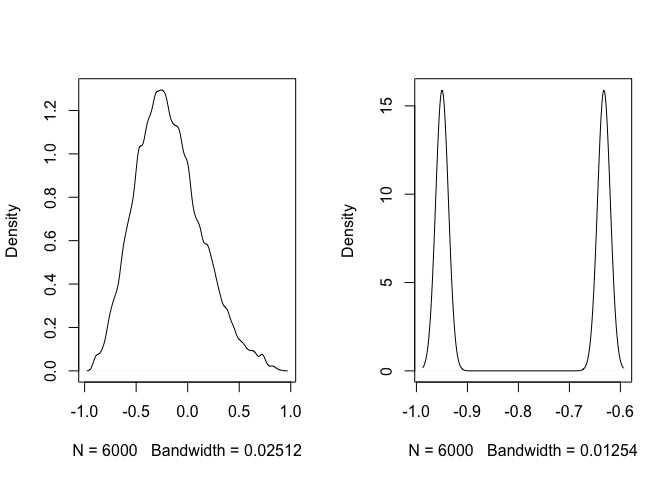 Density
0.0 0.2 0.4 0.6 0.8 1.0 1.2
-1.0 -0.5 0.0 0.5 1.0
N = 6000 Bandwidth = 0.02512
Density
0 5 10 15
-1.0 -0.9 -0.8 -0.7 -0.6
N = 6000 Bandwidth = 0.01254